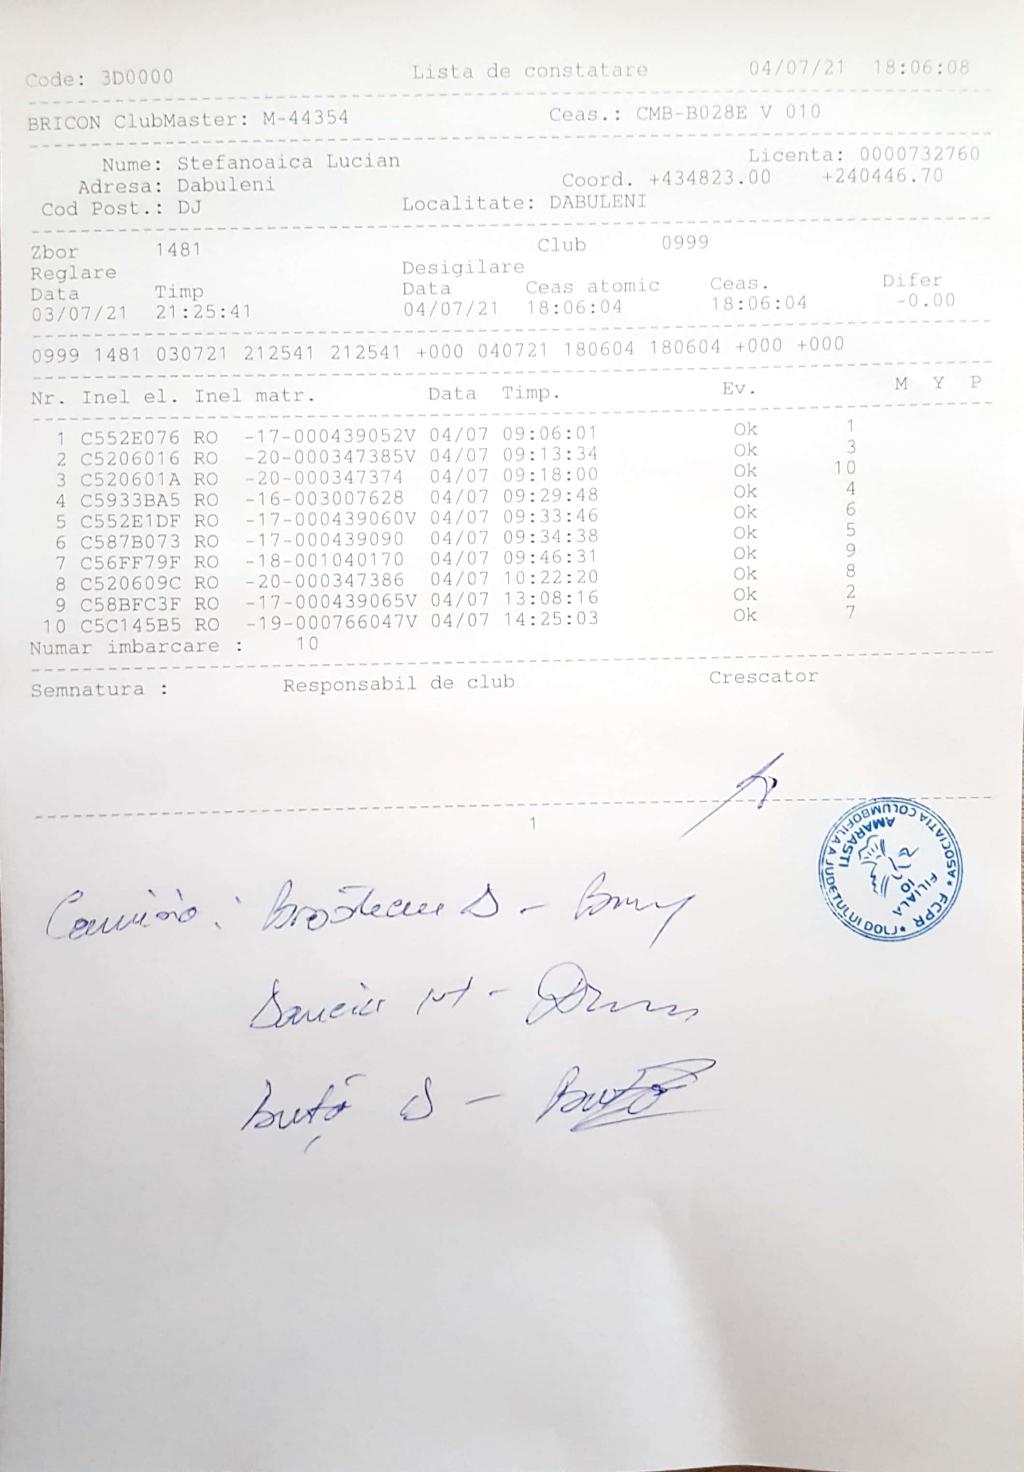 Code: 3D0000 Lista de constatare 04/07/21 18:06:08
BRICON ClubMaster: M-44354 Ceas.: CMB-B028E V 010
Nume: Stefanoaica Lucian Licenta: 0000732760
Adresa: Dabuleni Coord. +434823.00 +240446.70
Cod Post.: DJ Localitate: DABULENI
Zbor 1481 Club 0999
Reglare Desigilare
Data Timp Data Ceas atomic Ceas. Difer
03/07/21 21:25:41 04/07/21 18:06:04 18:06:04 -0.00
0999 1481 030721 212541 212541 +000 040721 180604 180604 +000 +000
Nr. Inel el. Inel matr. Data Timp. Ev. M Y P
1 C552E076 RO -17-000439052V 04/07 09:06:01 Ok 1
2 C5206016 RO -20-000347385V 04/07 09:13:34 Ok 3
3 C520601A RO -20-000347374 04/07 09:18:00 Ok 10
4 C5933BA5 RO -16-003007628 04/07 09:29:48 Ok 4
5 C552E1DF RO -17-000439060V 04/07 09:33:46 Ok 6
6 C587B073 RO -17-000439090 04/07 09:34:38 Ok 5
7 C56FF79F RO -18-001040170 04/07 09:46:31 Ok 9
8 C520609C RO -20-000347386 04/07 10:22:20 Ok 8
9 C58BFC3F RO -17-000439065V 04/07 13:08:16 Ok 2
10 C5C145B5 RO -19-000766047V 04/07 14:25:03 Ok 7
Numar imbarcare : 10
Semnatura : Responsabil de club Crescator
1
ASOCIATIA COLUMBOFILA A JUDETULUI DOLJ * FCPR *
AMARASTI
FILIALA
10
Buță D - Buță